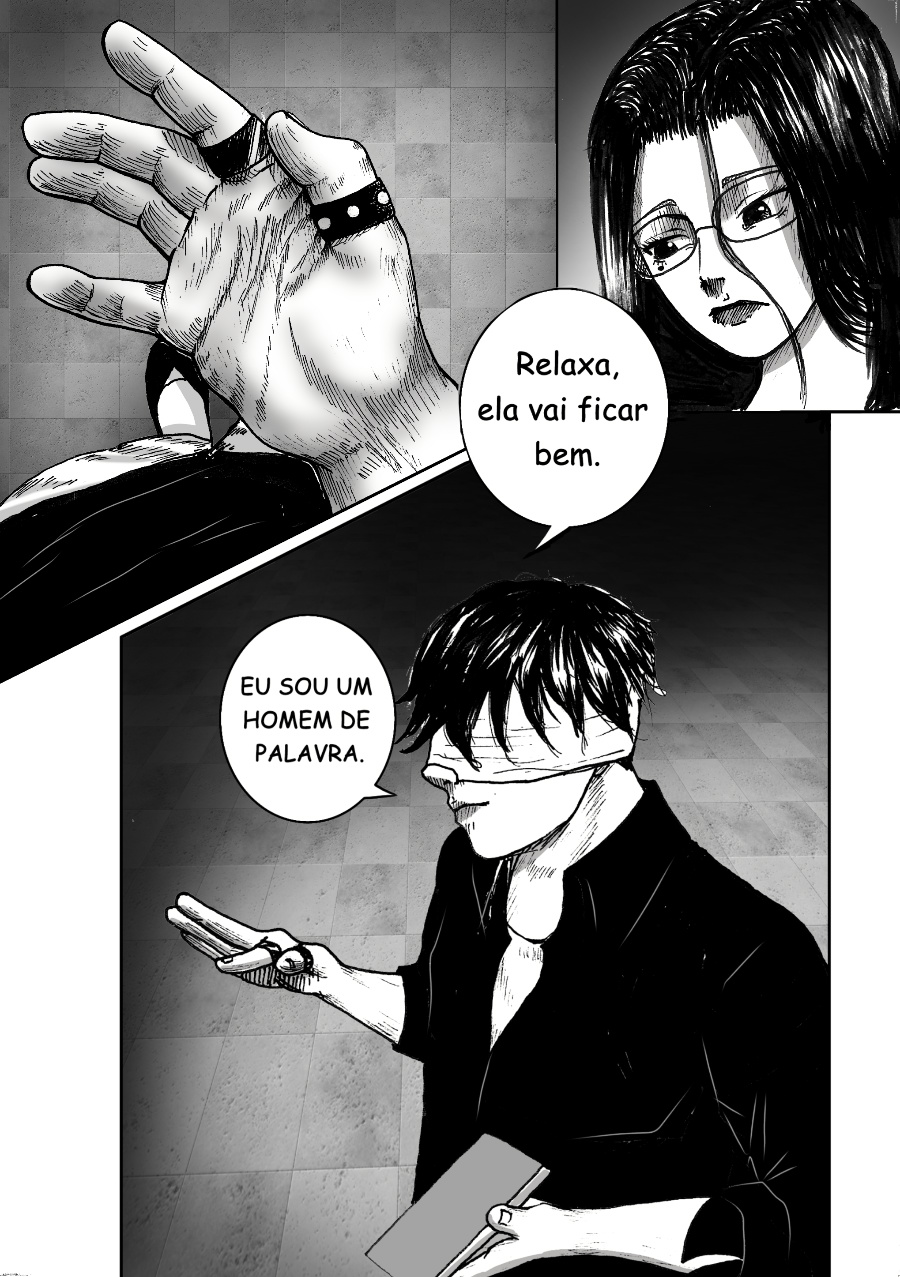 Relaxa,
ela vai ficar
bem.
EU SOU UM
HOMEM DE
PALAVRA.